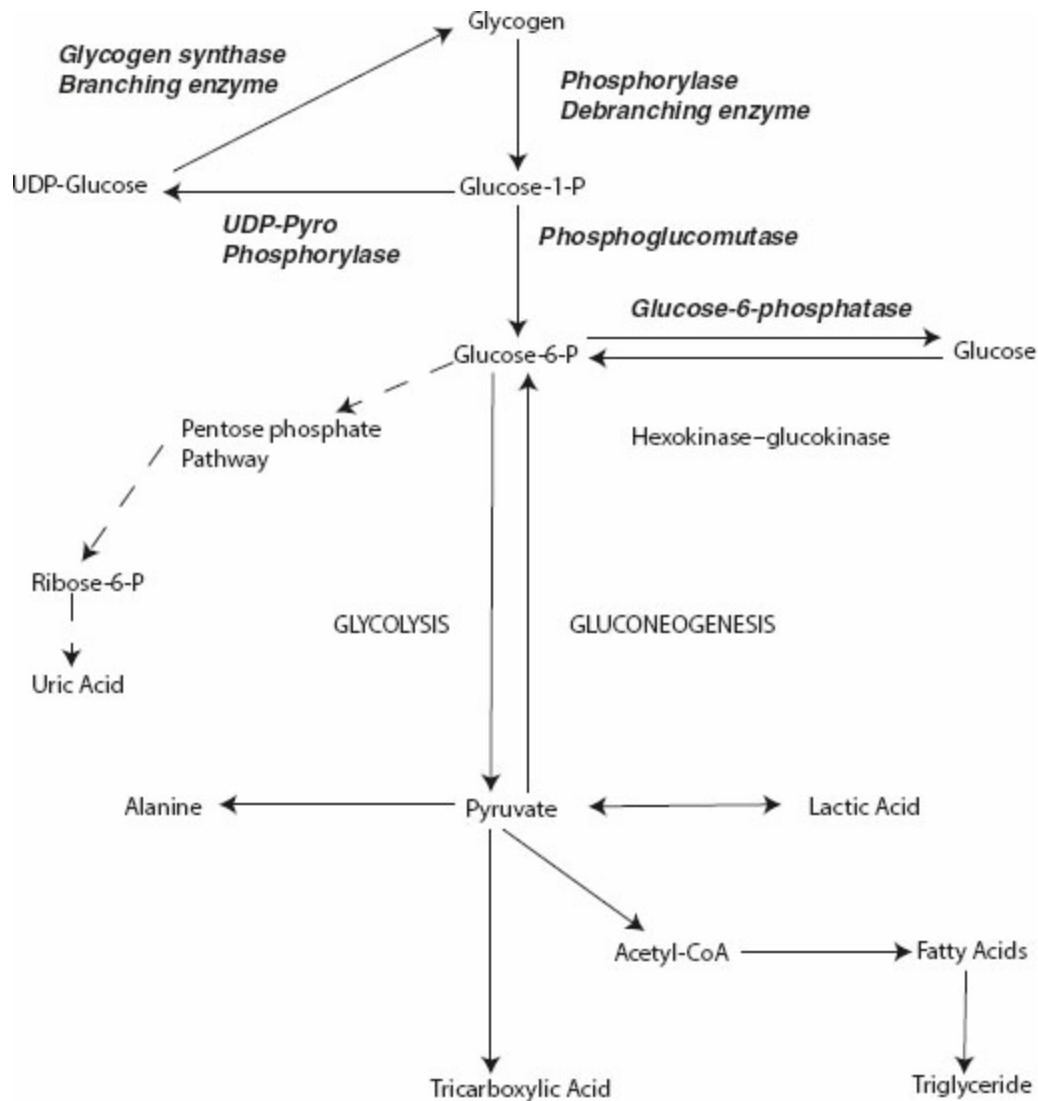 Glycogen
Glycogen synthase
Branching enzyme
Phosphorylase
Debranching enzyme
UDP-Glucose
Glucose-1-P
UDP-Pyro
Phosphorylase
Phosphoglucomutase
Glucose-6-phosphatase
Glucose-6-P
Glucose
Pentose phosphate
Pathway
Hexokinase–glucokinase
Ribose-6-P
GLYCOLYSIS
GLUCONEOGENESIS
Uric Acid
Alanine
Pyruvate
Lactic Acid
Acetyl-CoA
Fatty Acids
Tricarboxylic Acid
Triglyceride